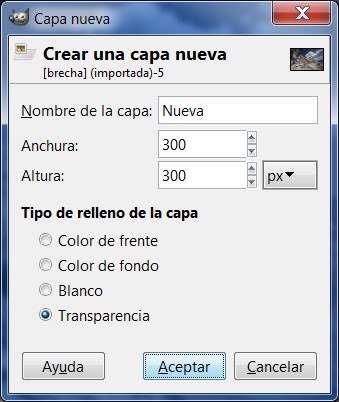 Capa nueva
Crear una capa nueva
[brecha] (importada)-5
Nombre de la capa: Nueva
Anchura: 300
Altura: 300 px
Tipo de relleno de la capa
Color de frente
Color de fondo
Blanco
Transparencia
Ayuda Aceptar Cancelar